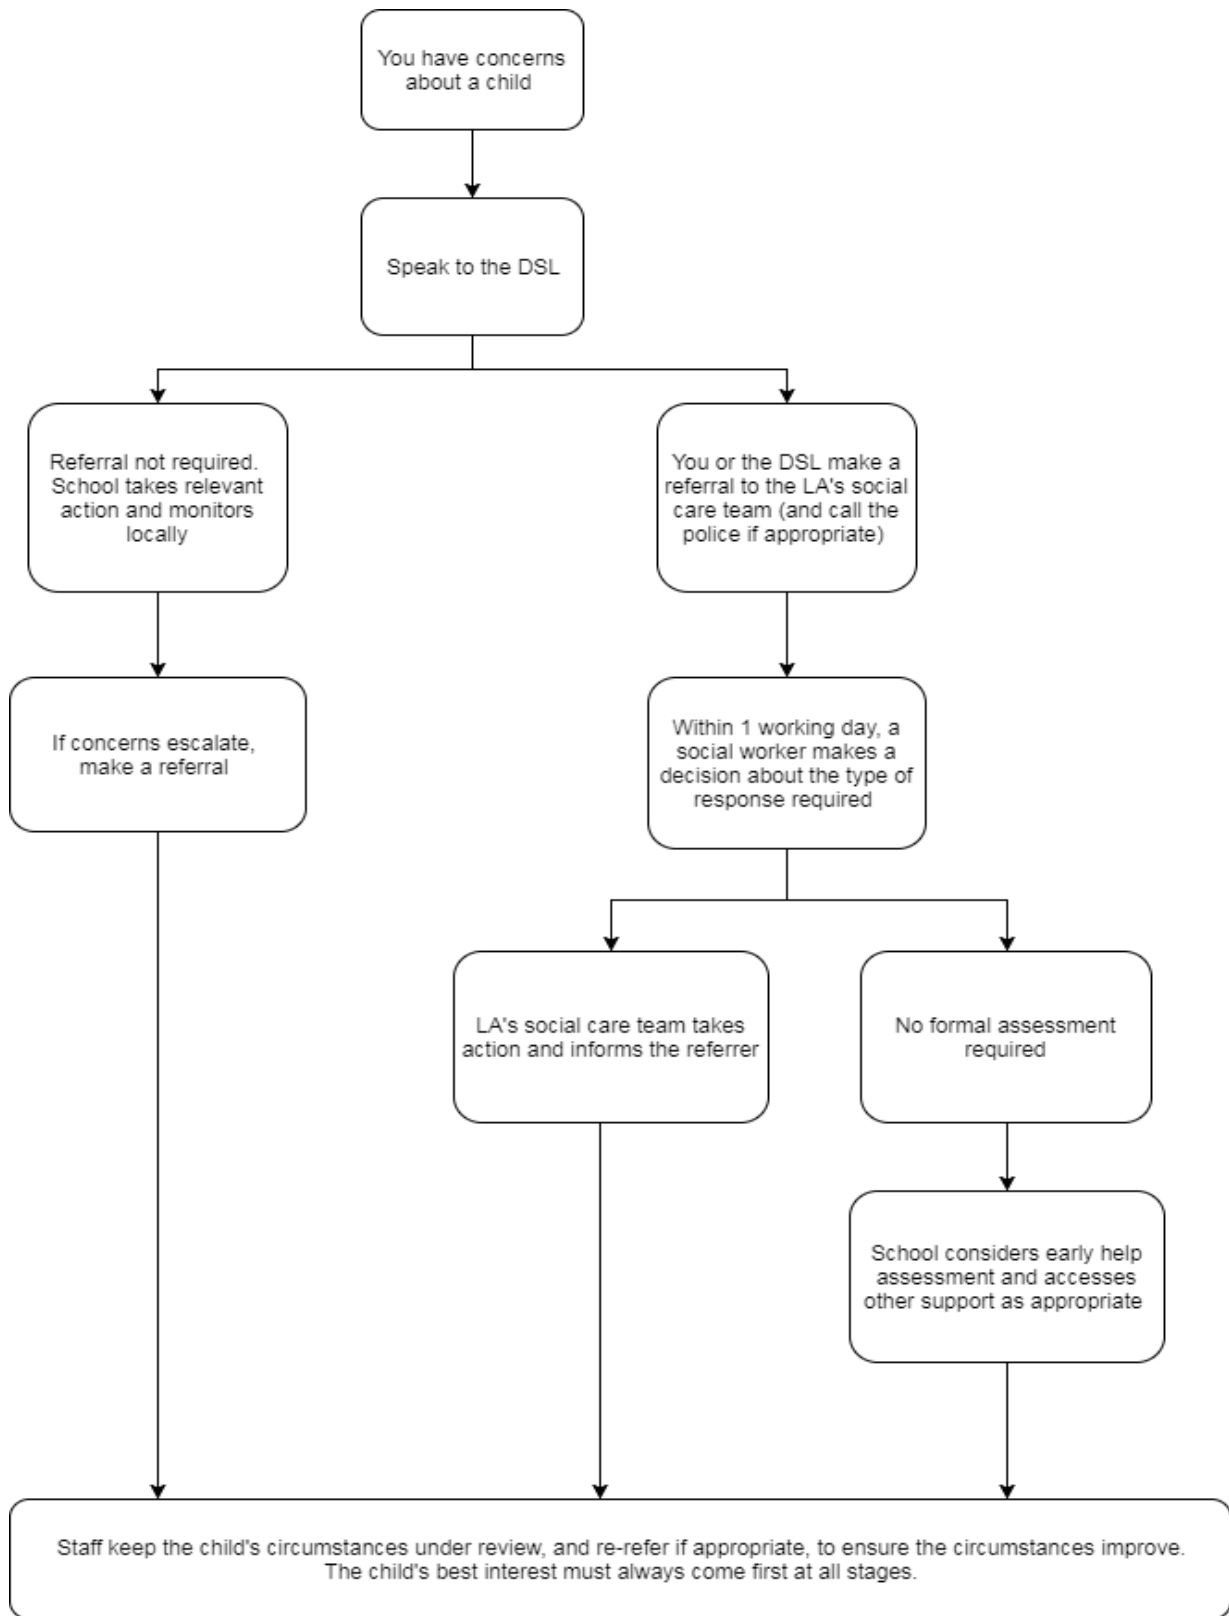 You have concerns
about a child
Speak to the DSL
Referral not required.
School takes relevant
action and monitors
locally
You or the DSL make a
referral to the LA's social
care team (and call the
police if appropriate)
If concerns escalate,
make a referral
Within 1 working day, a
social worker makes a
decision about the type of
response required
LA's social care team takes
action and informs the referrer
No formal assessment
required
School considers early help
assessment and accesses
other support as appropriate
Staff keep the child's circumstances under review, and re-refer if appropriate, to ensure the circumstances improve.
The child's best interest must always come first at all stages.